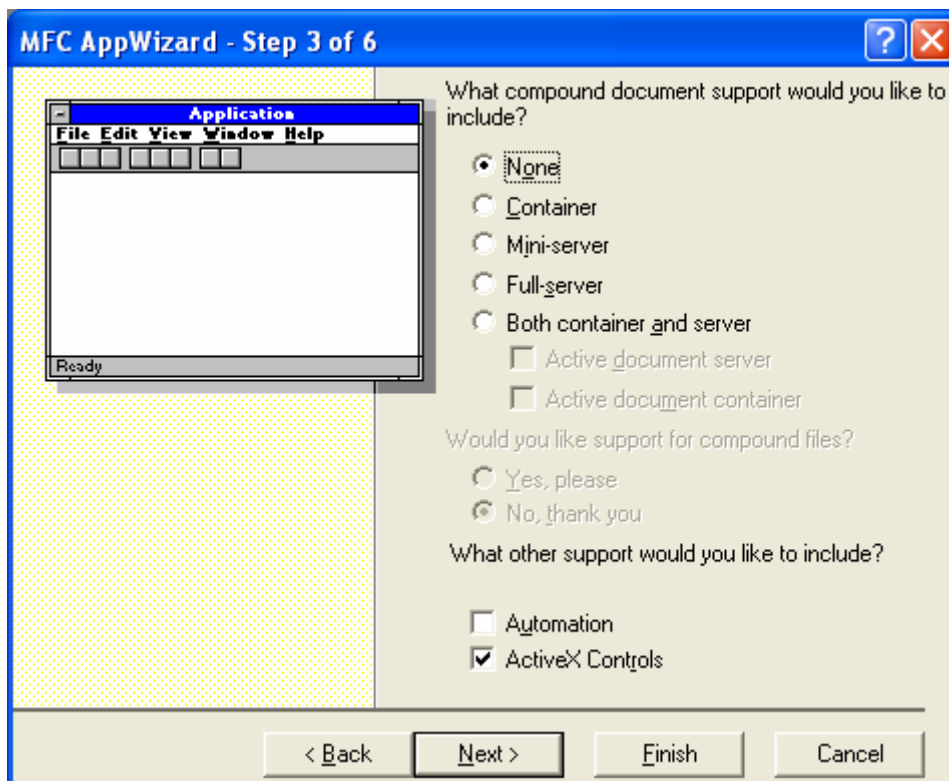 MFC AppWizard - Step 3 of 6
?
X
Application
File Edit View Window Help
Ready
What compound document support would you like to
include?
None
Container
Mini-server
Full-server
Both container and server
Active document server
Active document container
Would you like support for compound files?
Yes, please
No, thank you
What other support would you like to include?
Automation
ActiveX Controls
< Back
Next >
Finish
Cancel